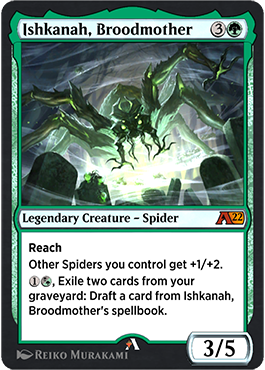 Ishkanah, Broodmother 3
Legendary Creature – Spider A22
Reach
Other Spiders you control get +1/+2.
1, Exile two cards from your
graveyard: Draft a card from Ishkanah,
Broodmother's spellbook.
3/5
REIKO MURAKAMI